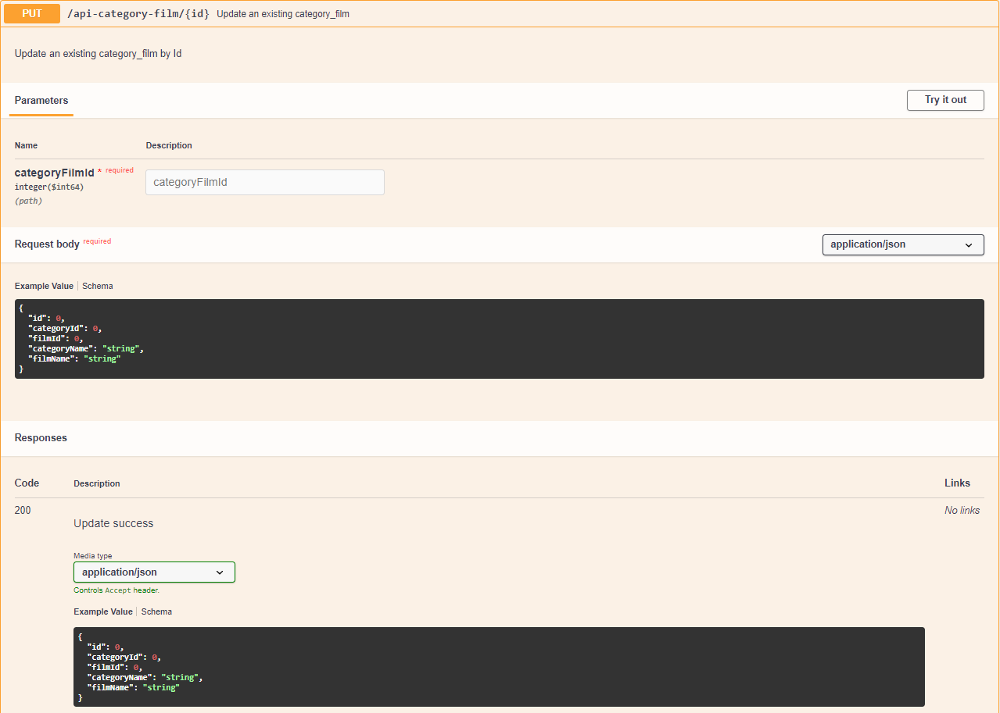 PUT /api-category-film/{id} Update an existing category_film
Update an existing category_film by Id
Parameters
Try it out
Name Description
categoryFilmId * required
integer($int64)
(path)
categoryFilmId
Request body required
application/json
Example Value Schema
{
"id": 0,
"categoryId": 0,
"filmId": 0,
"categoryName": "string",
"filmName": "string"
}
Responses
Code Description Links
200 No links
Update success
Media type
application/json
Controls Accept header.
Example Value Schema
{
"id": 0,
"categoryId": 0,
"filmId": 0,
"categoryName": "string",
"filmName": "string"
}